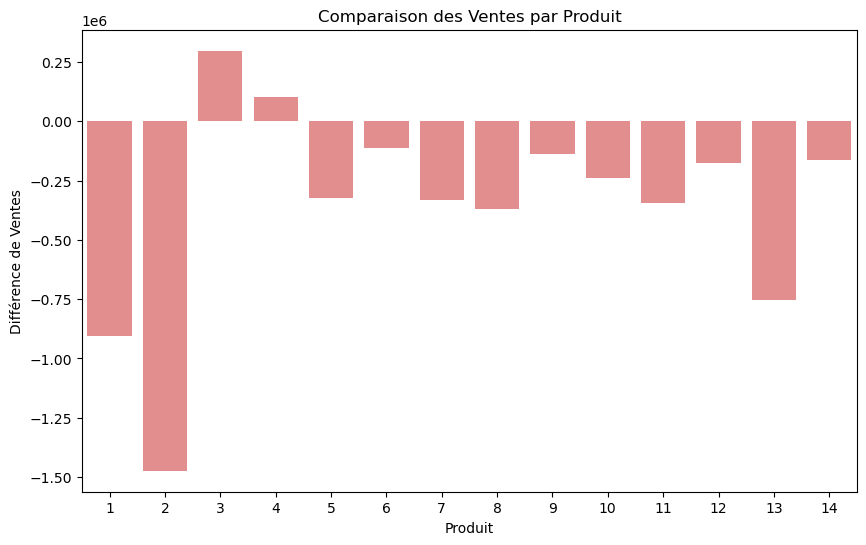 Comparaison des Ventes par Produit
1e6
0.25
0.00
−0.25
−0.50
−0.75
−1.00
−1.25
−1.50
Différence de Ventes
1 2 3 4 5 6 7 8 9 10 11 12 13 14
Produit